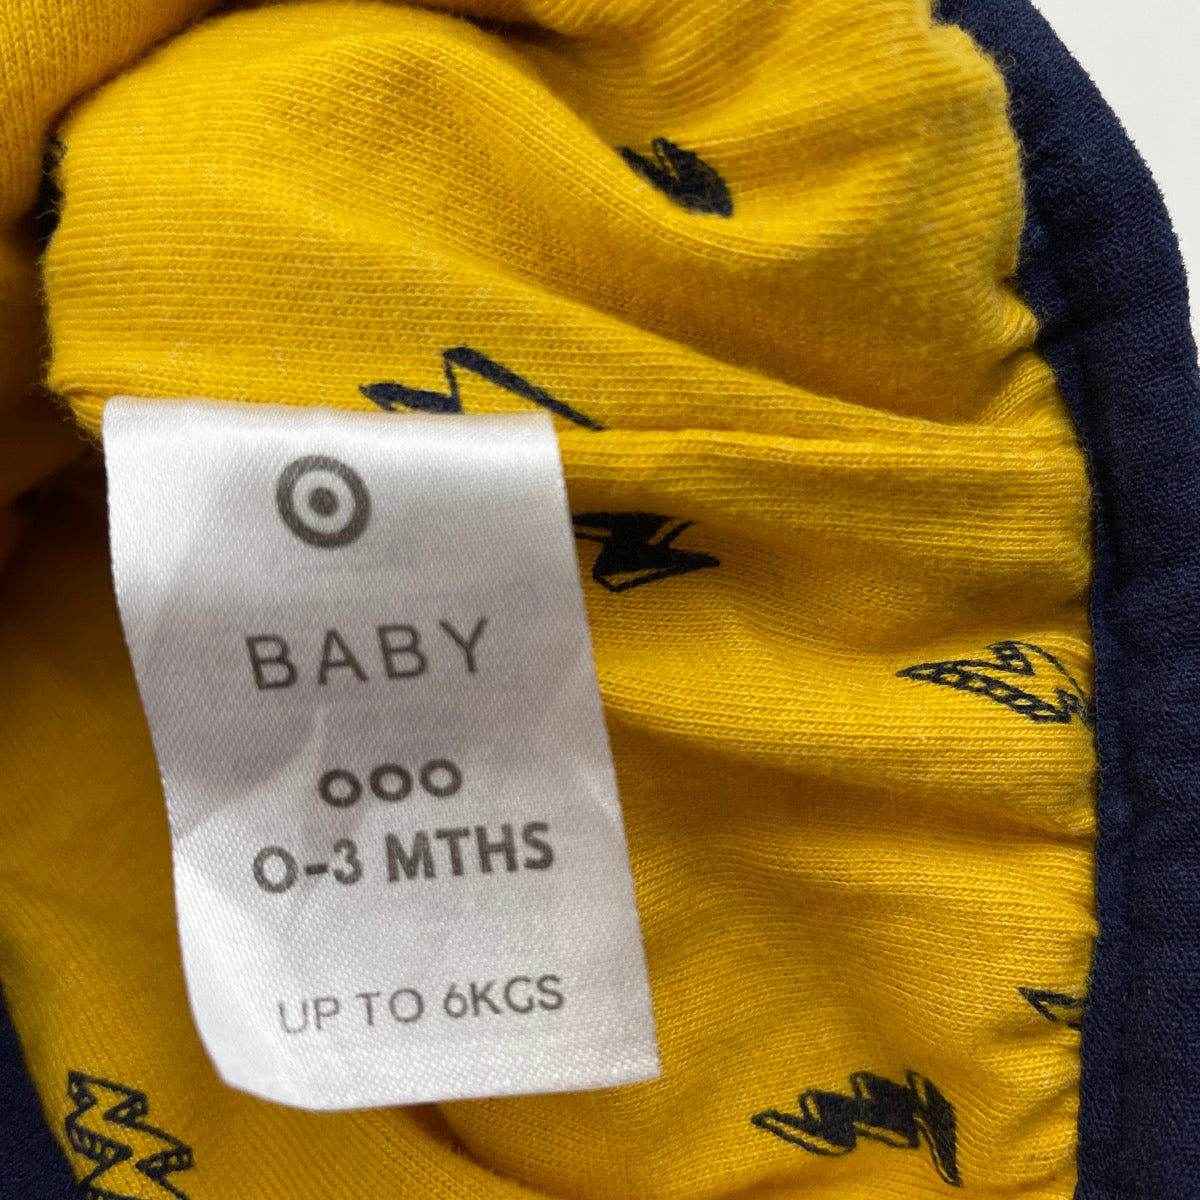 BABY
000
0-3 MTHS
UP TO 6KGS